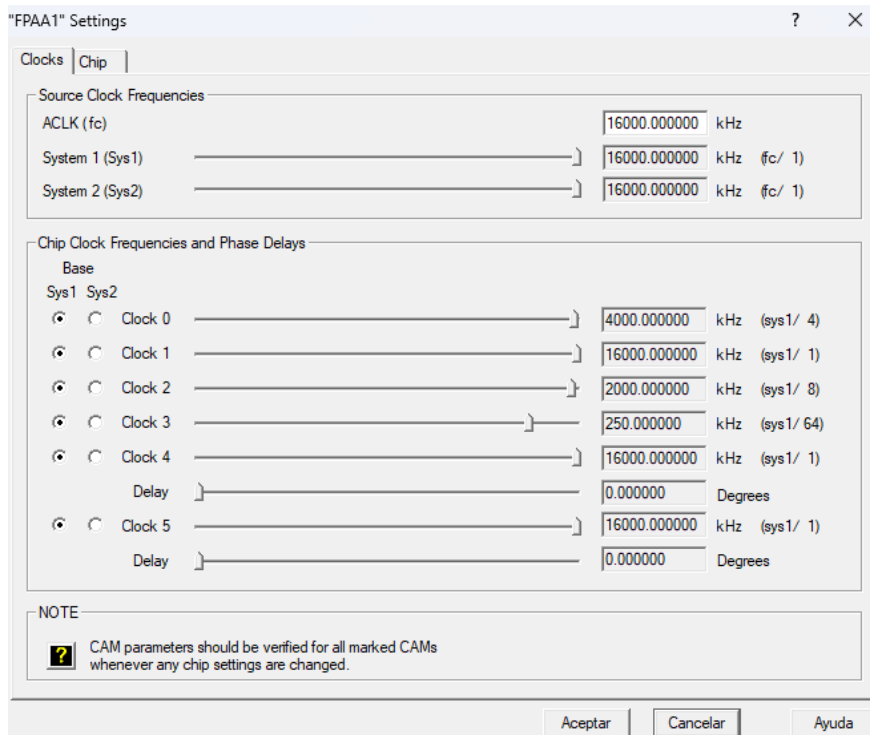 "FPAA1" Settings ? X
Clocks Chip
Source Clock Frequencies
ACLK (fc) 16000.000000 kHz
System 1 (Sys1) 16000.000000 kHz (fc/ 1)
System 2 (Sys2) 16000.000000 kHz (fc/ 1)
Chip Clock Frequencies and Phase Delays
Base
Sys1 Sys2
Clock 0 4000.000000 kHz (sys1/ 4)
Clock 1 16000.000000 kHz (sys1/ 1)
Clock 2 2000.000000 kHz (sys1/ 8)
Clock 3 250.000000 kHz (sys1/ 64)
Clock 4 16000.000000 kHz (sys1/ 1)
Delay 0.000000 Degrees
Clock 5 16000.000000 kHz (sys1/ 1)
Delay 0.000000 Degrees
NOTE
? CAM parameters should be verified for all marked CAMs
whenever any chip settings are changed.
Aceptar Cancelar Ayuda